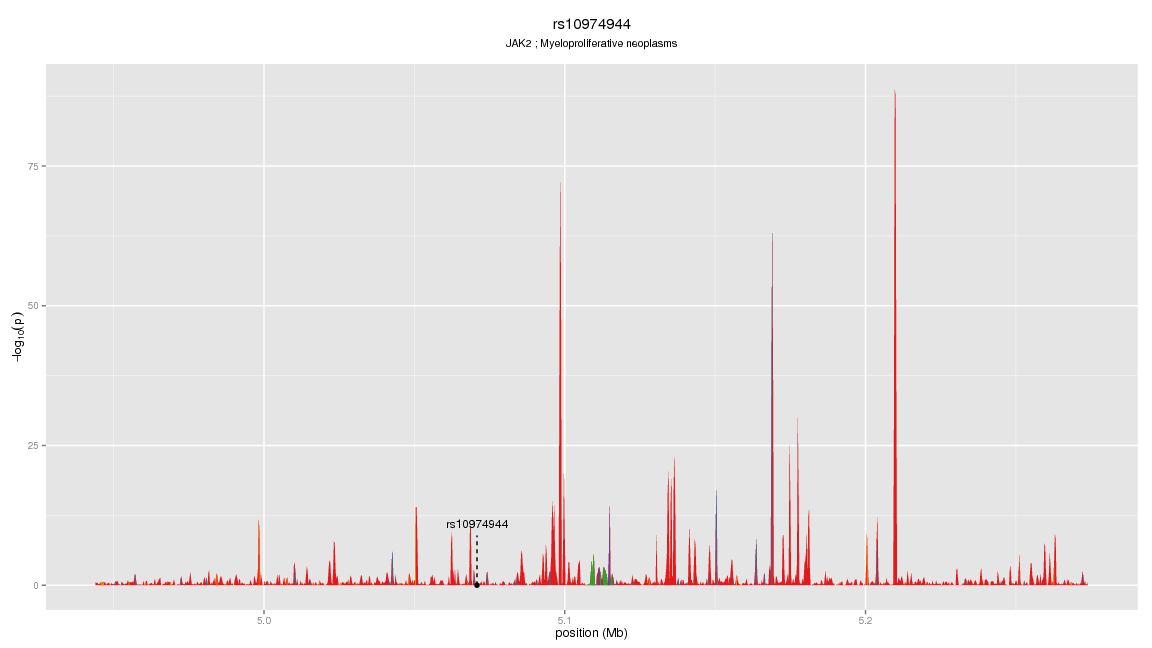 rs10974944
JAK2 ; Myeloproliferative neoplasms
75
50
25
0
−log10(p)
rs10974944
5.0
5.1
5.2
position (Mb)